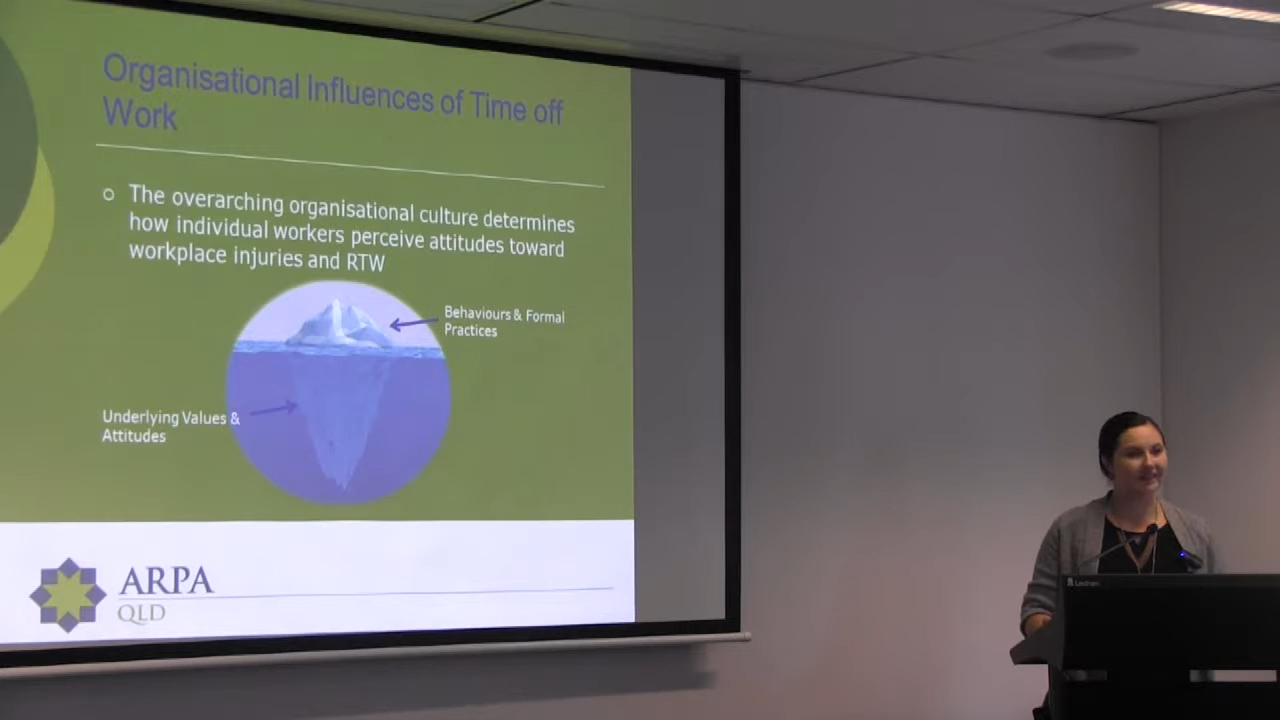 Organisational Influences of Time off
Work
The overarching organisational culture determines
how individual workers perceive attitudes toward
workplace injuries and RTW
Behaviours & Formal
Practices
Underlying Values &
Attitudes
ARPA
QLD
Lectrum